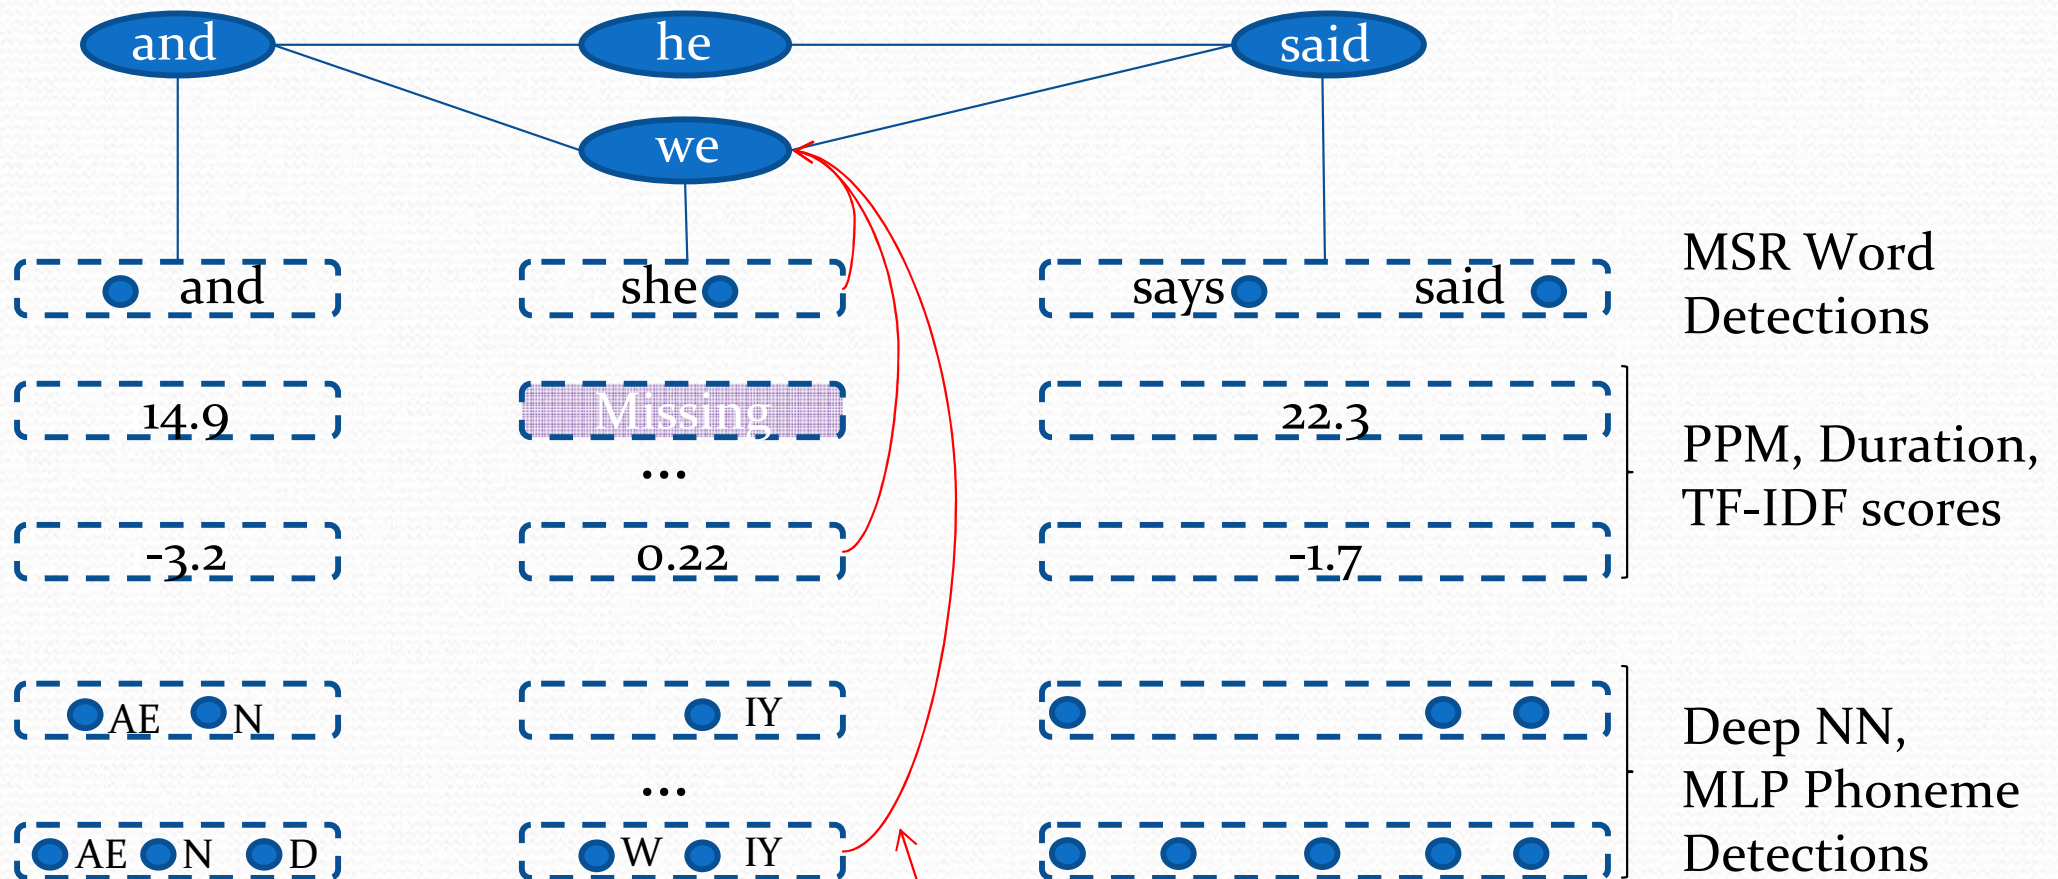 and he said
we
and she says said
MSR Word
Detections
14.9 Missing 22.3
...
PPM, Duration,
TF-IDF scores
-3.2 0.22 -1.7
AE N IY
...
Deep NN,
MLP Phoneme
Detections
AE N D W IY